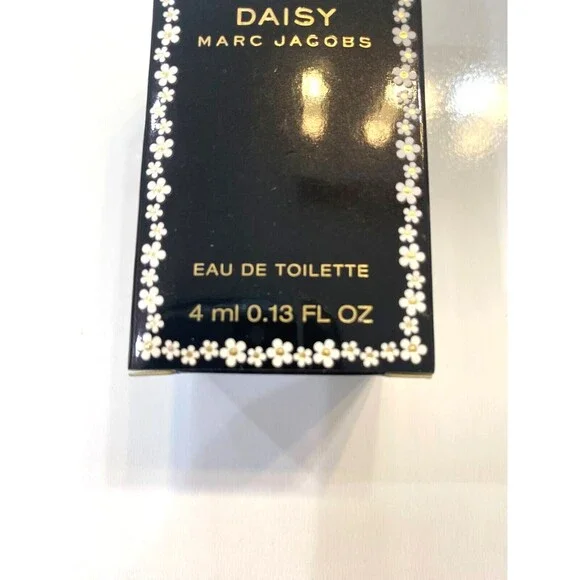 DAISY
MARC JACOBS
EAU DE TOILETTE
4 ml 0.13 FL OZ